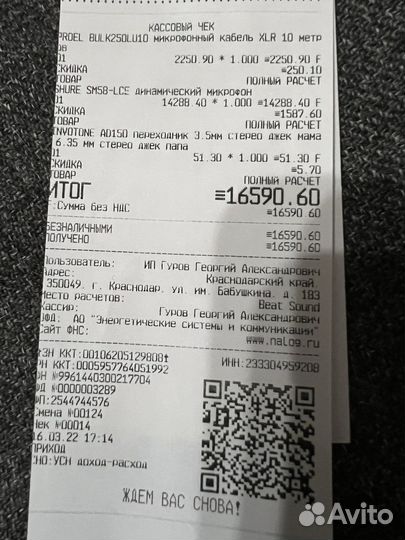 КАССОВЫЙ ЧЕК
PROEL BULK250LU10 микрофонный кабель XLR 10 метр
ов
01 2250.90 * 1.000 ≡2250.90 F
СКИДКА ≡250.10
ТОВАР ПОЛНЫЙ РАСЧЕТ
SHURE SM58-LCE динамический микрофон
01 14288.40 * 1.000 ≡14288.40 F
СКИДКА ≡1587.60
ТОВАР ПОЛНЫЙ РАСЧЕТ
INVOTONE AD150 переходник 3.5мм стерео джек мама
6.35 мм стерео джек папа
01 51.30 * 1.000 ≡51.30 F
СКИДКА ≡5.70
ТОВАР ПОЛНЫЙ РАСЧЕТ
ИТОГ ≡16590.60
F:Сумма без НДС ≡16590.60
БЕЗНАЛИЧНЫМИ ≡16590.60
ПОЛУЧЕНО ≡16590.60
Пользователь: ИП Гуров Георгий Александрович
Адрес: Краснодарский край,
350049, г. Краснодар, ул. им. Бабушкина, д. 183
Место расчетов: Beat Sound
Кассир: Гуров Георгий Александрович
ОФД: АО "Энергетические системы и коммуникации"
Сайт ФНС: www.nalog.ru
ЗН ККТ:00106205129808↑ ИНН:233304959208
РН ККТ:0005957764051992
ФН №9961440300217704
ФД №0000003289
ФП:2544744576
Смена №00124
Чек №00014
16.03.22 17:14
ПРИХОД
СНО:УСН доход-расход
ЖДЕМ ВАС СНОВА!
Avito